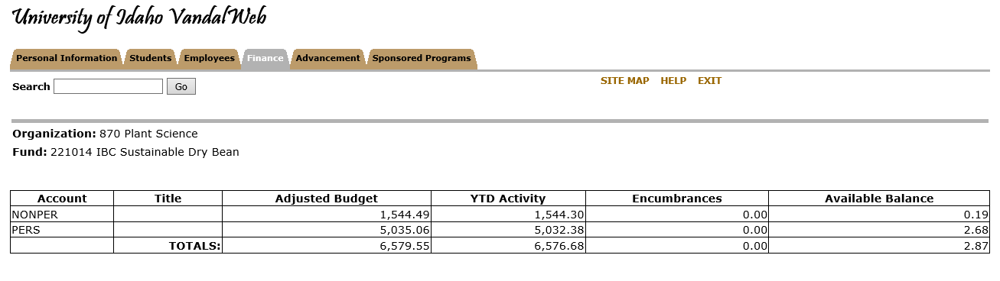 University of Idaho VandalWeb
Personal Information Students Employees Finance Advancement Sponsored Programs
Search Go SITE MAP HELP EXIT
Organization: 870 Plant Science
Fund: 221014 IBC Sustainable Dry Bean
Account Title Adjusted Budget YTD Activity Encumbrances Available Balance
NONPER 1,544.49 1,544.30 0.00 0.19
PERS 5,035.06 5,032.38 0.00 2.68
TOTALS: 6,579.55 6,576.68 0.00 2.87